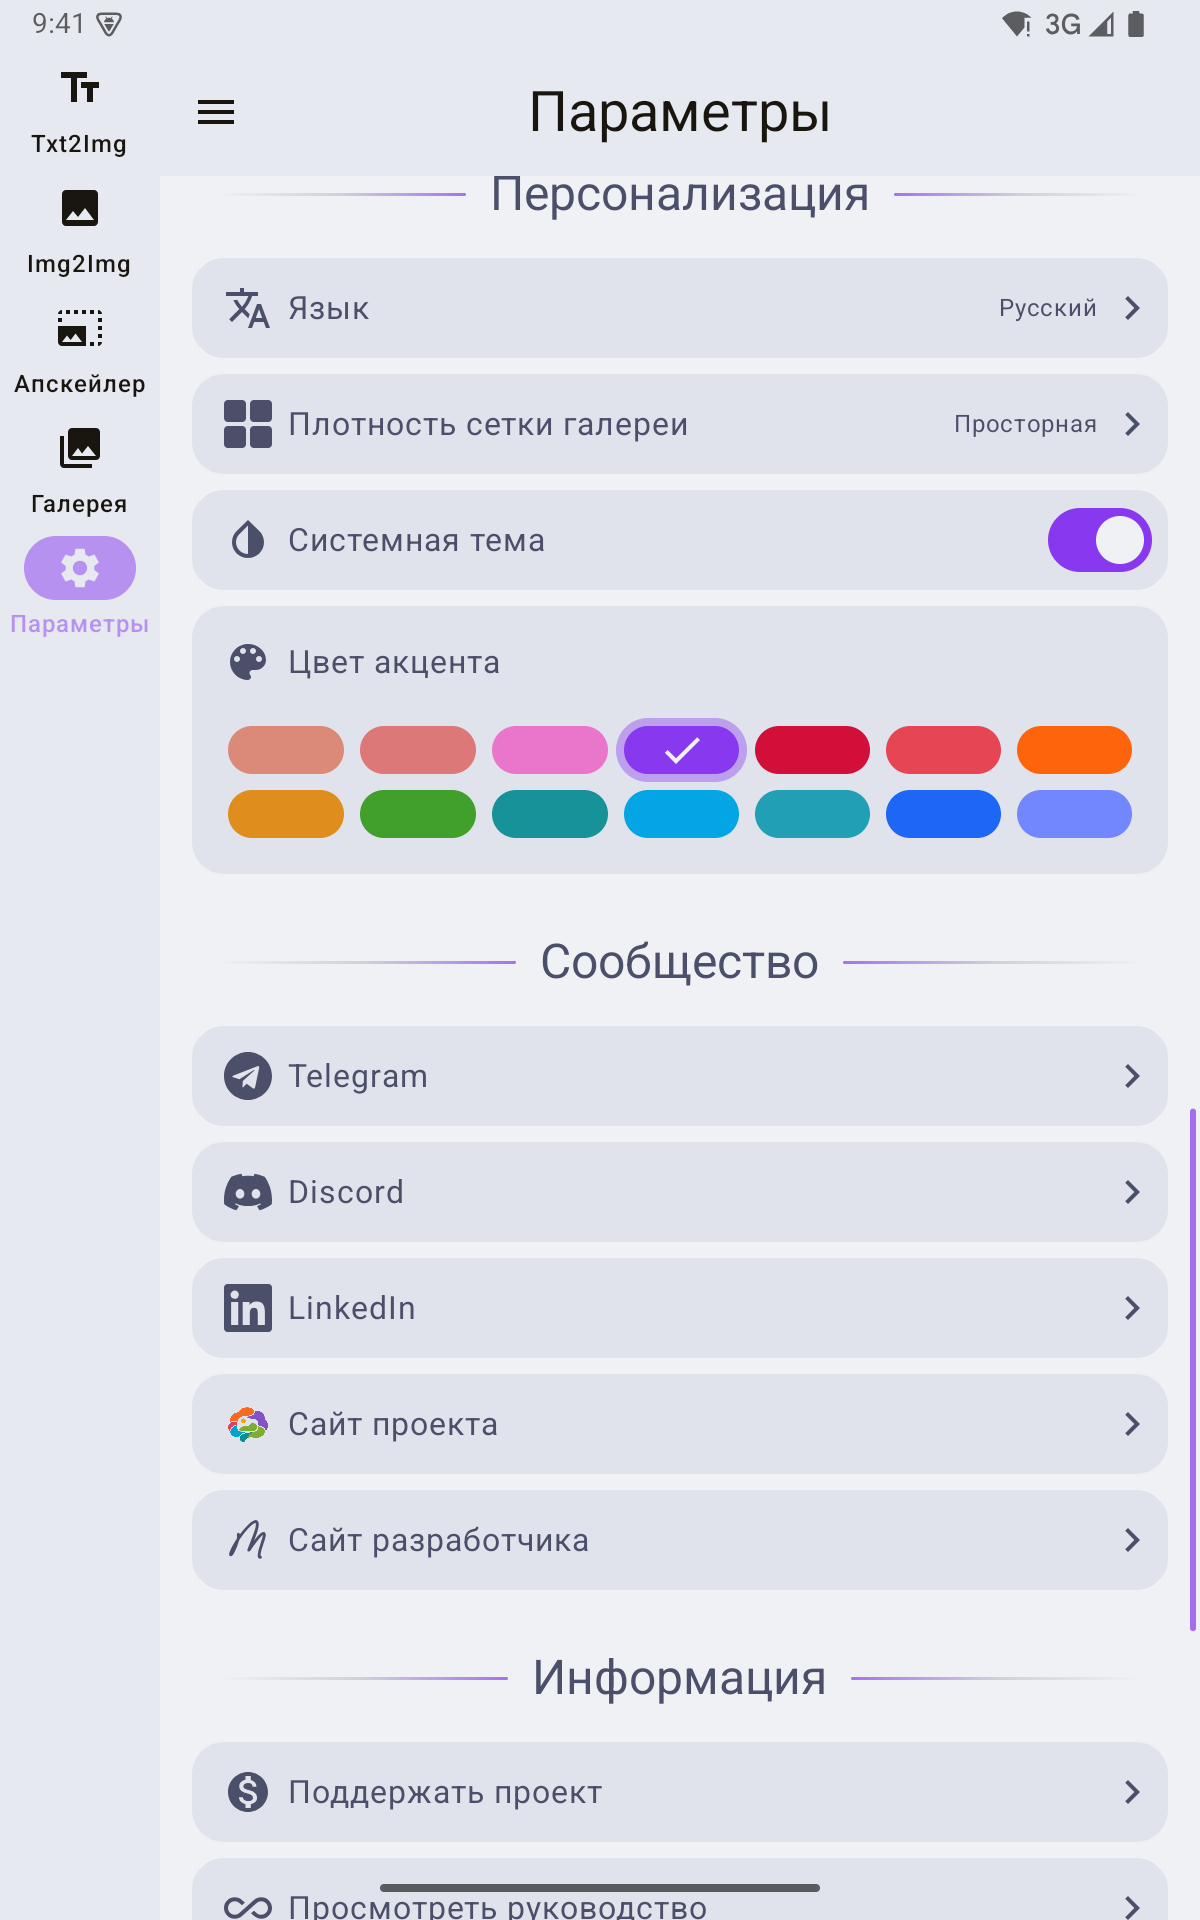 9:41
3G
Txt2Img
Img2Img
Апскейлер
Галерея
Параметры
Параметры
Персонализация
Язык
Русский
Плотность сетки галереи
Просторная
Системная тема
Цвет акцента
Сообщество
Telegram
Discord
LinkedIn
Сайт проекта
Сайт разработчика
Информация
Поддержать проект
Просмотреть руководство